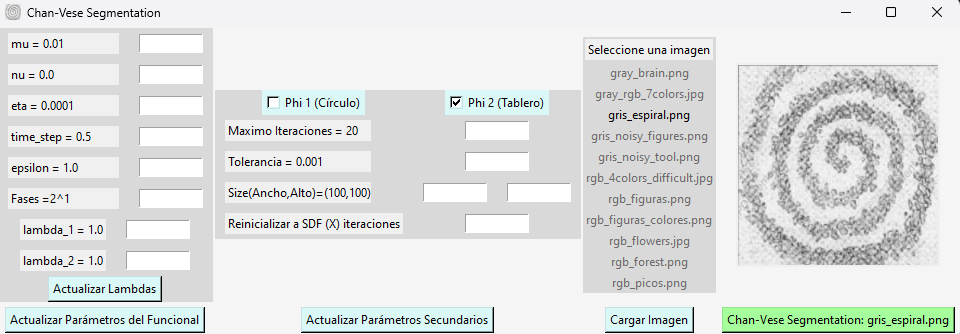 Chan-Vese Segmentation
mu = 0.01
nu = 0.0
eta = 0.0001
time_step = 0.5
epsilon = 1.0
Fases =2^1
lambda_1 = 1.0
lambda_2 = 1.0
Actualizar Lambdas
Actualizar Parámetros del Funcional
Phi 1 (Círculo)
Phi 2 (Tablero)
Maximo Iteraciones = 20
Tolerancia = 0.001
Size(Ancho,Alto)=(100,100)
Reinicializar a SDF (X) iteraciones
Actualizar Parámetros Secundarios
Seleccione una imagen
gray_brain.png
gray_rgb_7colors.jpg
gris_espiral.png
gris_noisy_figures.png
gris_noisy_tool.png
rgb_4colors_difficult.jpg
rgb_figuras.png
rgb_figuras_colores.png
rgb_flowers.jpg
rgb_forest.png
rgb_picos.png
Cargar Imagen
Chan-Vese Segmentation: gris_espiral.png